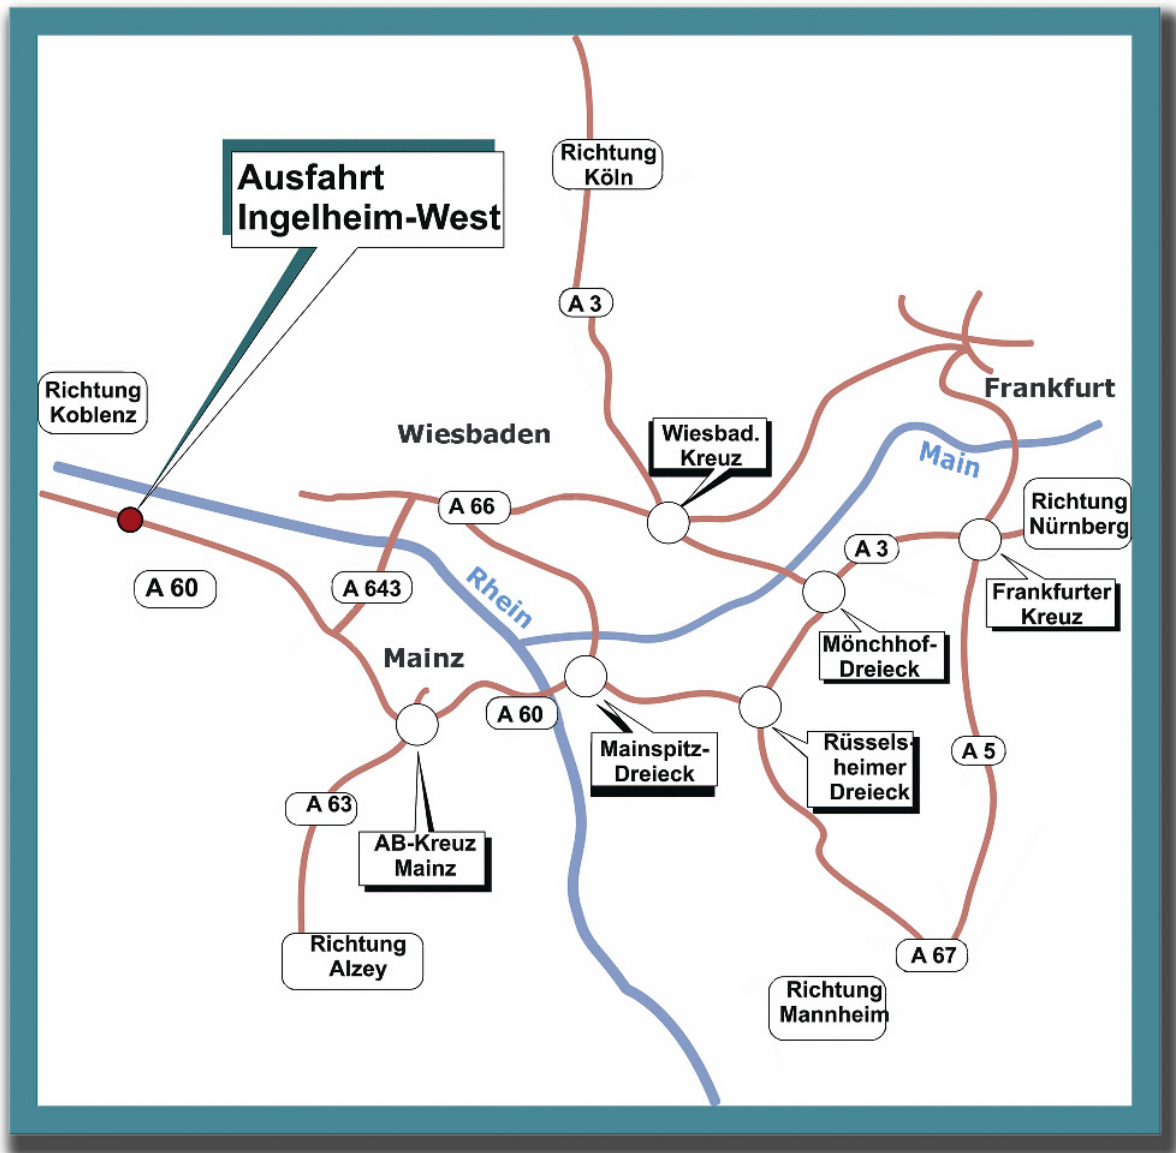 Richtung
Köln
Ausfahrt
Ingelheim-West
A 3
Richtung
Koblenz
Frankfurt
Wiesbaden
Wiesbad.
Kreuz
Main
A 66
Richtung
Nürnberg
A 3
A 60
A 643
Rhein
Frankfurter
Kreuz
Mönchhof-
Dreieck
Mainz
A 60
Mainspitz-
Dreieck
Rüssels-
heimer
Dreieck
A 5
A 63
AB-Kreuz
Mainz
Richtung
Alzey
A 67
Richtung
Mannheim